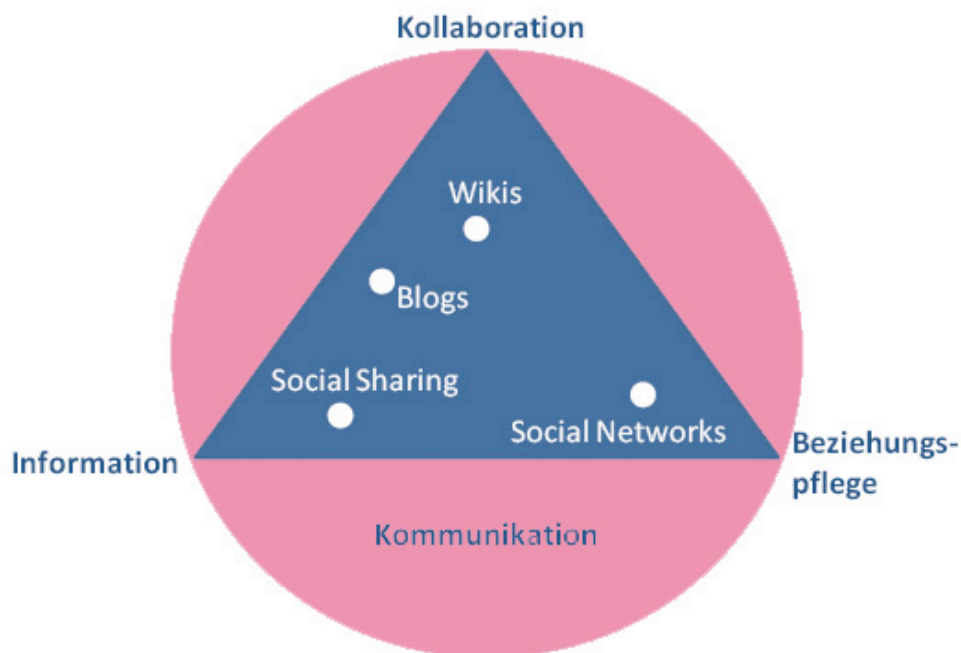 Kollaboration
Wikis
Blogs
Social Sharing
Social Networks
Information
Beziehungs-
pflege
Kommunikation